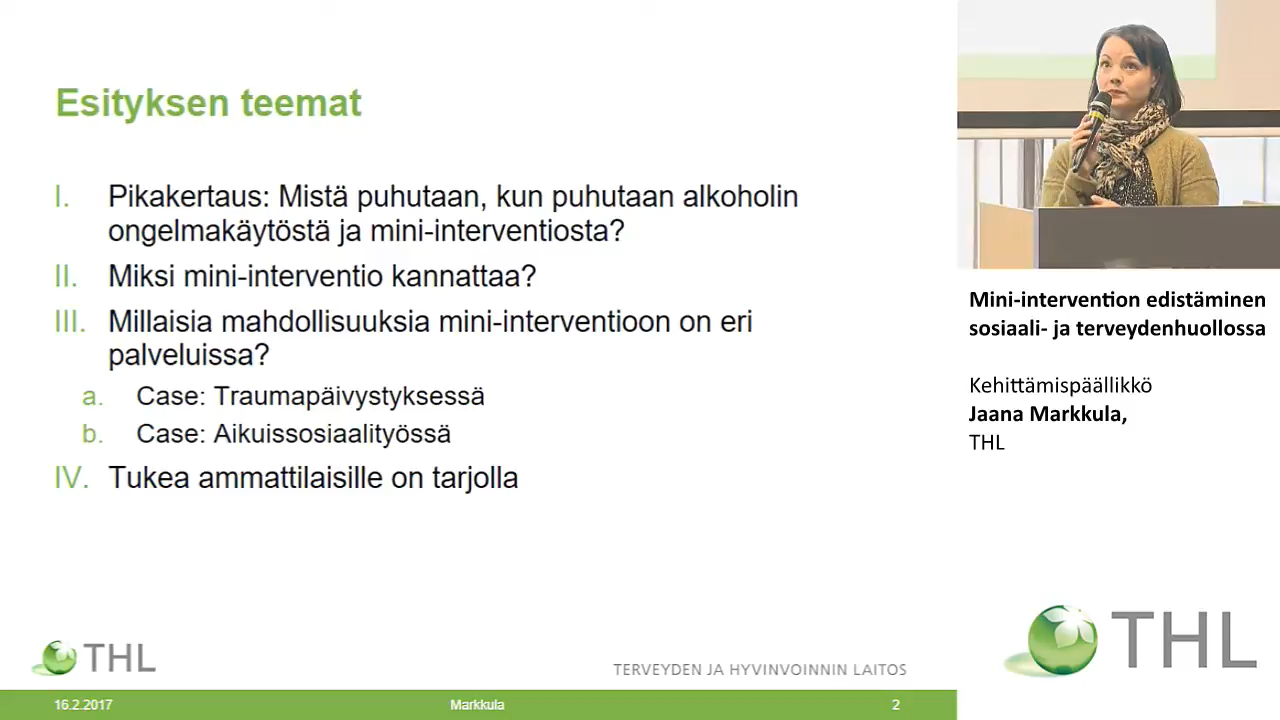 Esityksen teemat
I. Pikakertaus: Mistä puhutaan, kun puhutaan alkoholin
ongelmakäytöstä ja mini-interventiosta?
II. Miksi mini-interventio kannattaa?
III. Millaisia mahdollisuuksia mini-interventioon on eri
palveluissa?
a. Case: Traumapäivystyksessä
b. Case: Aikuissosiaalityössä
IV. Tukea ammattilaisille on tarjolla
THL
TERVEYDEN JA HYVINVOINNIN LAITOS
16.2.2017 Markkula 2
Mini-intervention edistäminen
sosiaali- ja terveydenhuollossa
Kehittämispäällikkö
Jaana Markkula,
THL
THL